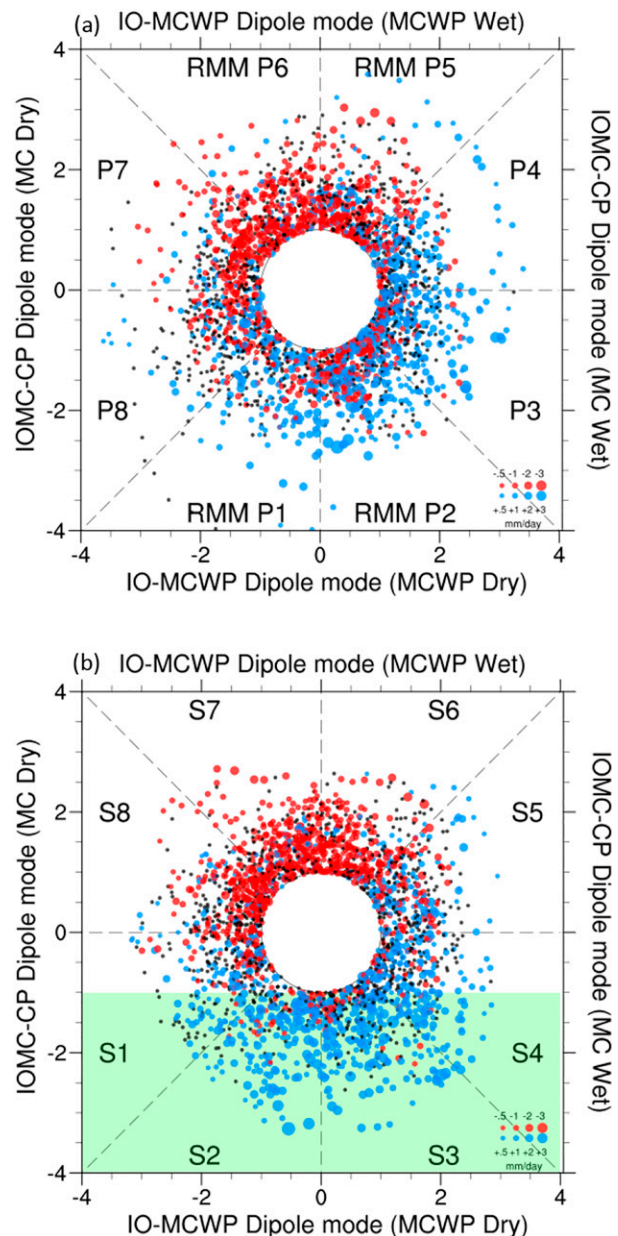 (a) IO-MCWP Dipole mode (MCWP Wet)
4
RMM P6 RMM P5
2
P7 P4
0
P8 P3
-2
-.5 -1 -2 -3
+.5 +1 +2 +3
mm/day
RMM P1 RMM P2
-4
-4 -2 0 2 4
IO-MCWP Dipole mode (MCWP Dry)
IOMC-CP Dipole mode (MC Dry)
IOMC-CP Dipole mode (MC Wet)
(b) IO-MCWP Dipole mode (MCWP Wet)
4
S7 S6
2
S8 S5
0
S1 S4
-2
-.5 -1 -2 -3
+.5 +1 +2 +3
mm/day
S2 S3
-4
-4 -2 0 2 4
IO-MCWP Dipole mode (MCWP Dry)
IOMC-CP Dipole mode (MC Dry)
IOMC-CP Dipole mode (MC Wet)